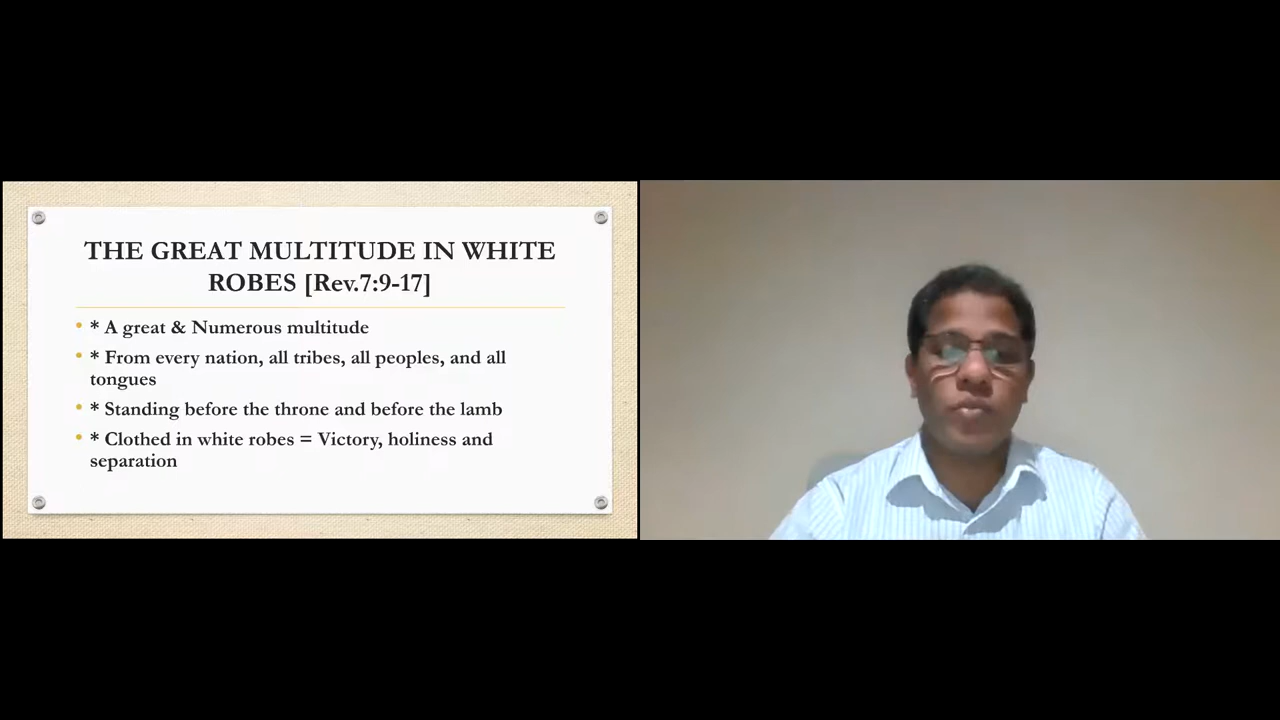 THE GREAT MULTITUDE IN WHITE
ROBES [Rev.7:9-17]
• * A great & Numerous multitude
• * From every nation, all tribes, all peoples, and all
tongues
• * Standing before the throne and before the lamb
• * Clothed in white robes = Victory, holiness and
separation